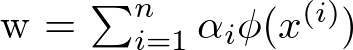 w = ∑_{i=1}^{n} α_i ϕ(x^{(i)})